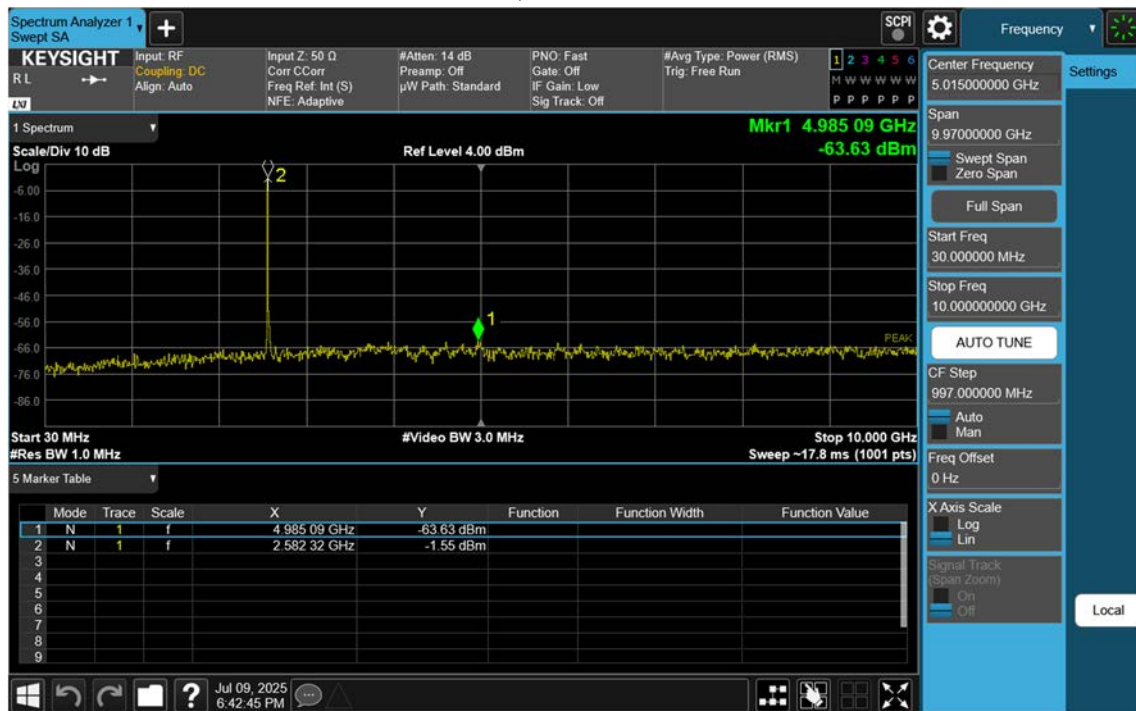 Spectrum Analyzer 1
Swept SA
+
SCPI
Frequency
KEYSIGHT
RL
LXI
Input: RF
Coupling: DC
Align: Auto
Input Z: 50 Ω
Corr CCorr
Freq Ref: Int (S)
NFE: Adaptive
#Atten: 14 dB
Preamp: Off
µW Path: Standard
PNO: Fast
Gate: Off
IF Gain: Low
Sig Track: Off
#Avg Type: Power (RMS)
Trig: Free Run
1 2 3 4 5 6
M W W W W W
P P P P P P
1 Spectrum
Scale/Div 10 dB
Ref Level 4.00 dBm
Mkr1 4.985 09 GHz
-63.63 dBm
Log
-6.00
-16.0
-26.0
-36.0
-46.0
-56.0
-66.0
-76.0
-86.0
2
1
PEAK
Start 30 MHz
#Res BW 1.0 MHz
#Video BW 3.0 MHz
Stop 10.000 GHz
Sweep ~17.8 ms (1001 pts)
5 Marker Table
Mode Trace Scale X Y Function Function Width Function Value
1 N 1 f 4.985 09 GHz -63.63 dBm
2 N 1 f 2.582 32 GHz -1.55 dBm
3
4
5
6
7
8
9
Center Frequency
5.015000000 GHz
Span
9.97000000 GHz
Swept Span
Zero Span
Full Span
Start Freq
30.000000 MHz
Stop Freq
10.000000000 GHz
AUTO TUNE
CF Step
997.000000 MHz
Auto
Man
Freq Offset
0 Hz
X Axis Scale
Log
Lin
Signal Track
(Span Zoom)
On
Off
Settings
Local
?
Jul 09, 2025
6:42:45 PM